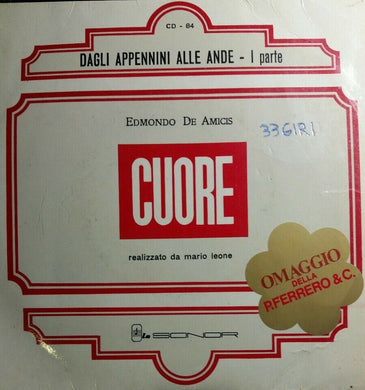 CD - 84
DAGLI APPENNINI ALLE ANDE - I parte
EDMONDO DE AMICIS
33GIRI
CUORE
realizzato da mario leone
OMAGGIO
DELLA
P.FERRERO & C.
la SONOR